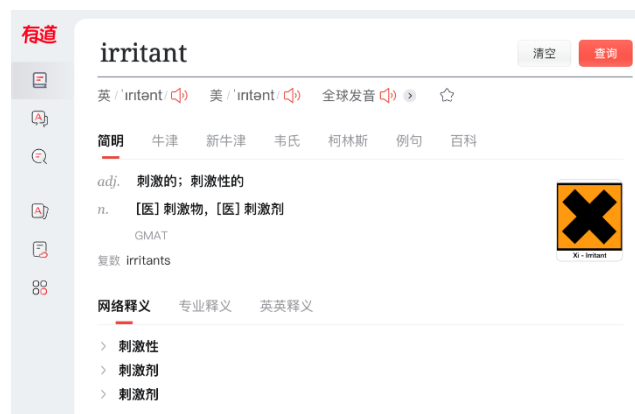 有道
irritant
清空 查询
英 /ˈɪrɪtənt/ 美 /ˈɪrɪtənt/ 全球发音
简明 牛津 新牛津 韦氏 柯林斯 例句 百科
adj. 刺激的；刺激性的
n. [医] 刺激物，[医] 刺激剂
GMAT
Xi - Irritant
复数 irritants
网络释义 专业释义 英英释义
刺激性
刺激剂
刺激剂